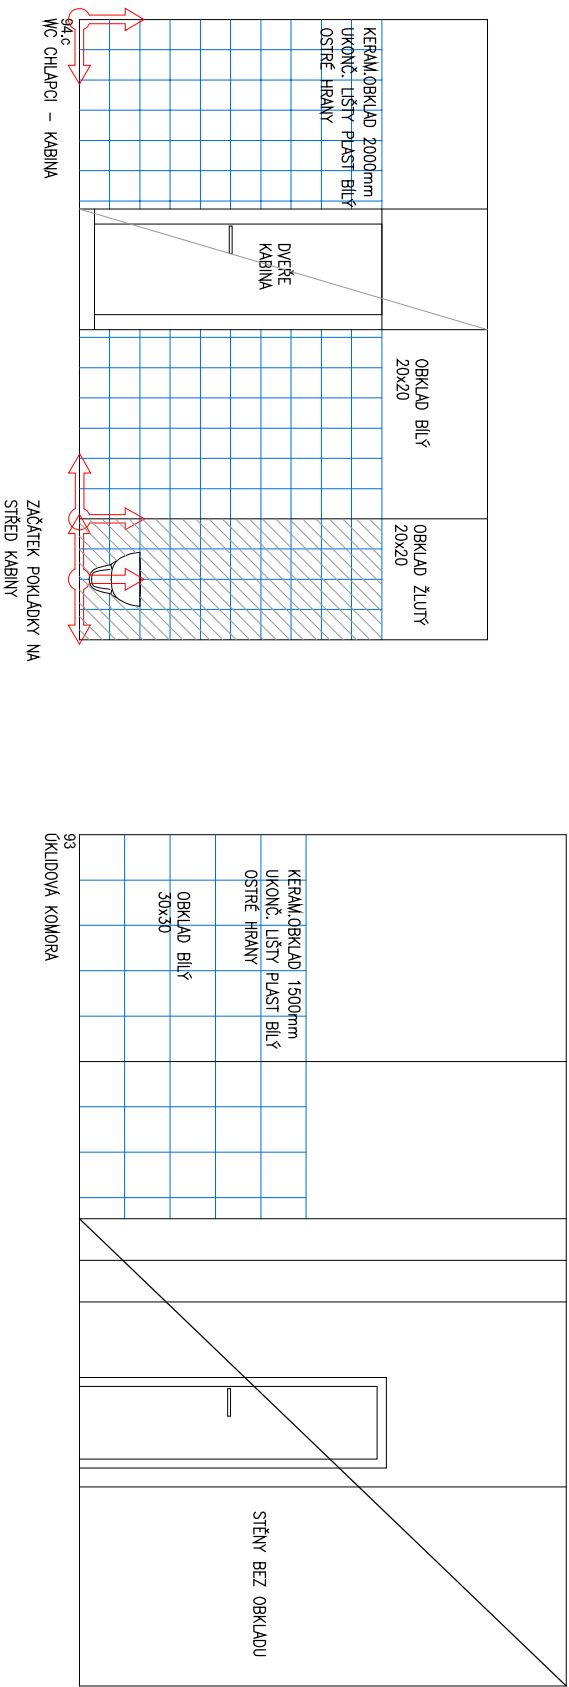 KERAM.OBKLAD 2000mm
UKONČ. LIŠTY PLAST BÍLÝ
OSTRÉ HRANY
DVEŘE
KABINA
OBKLAD BÍLÝ
20x20
OBKLAD ŽLUTÝ
20x20
94.c
WC CHLAPCI – KABINA
ZAČÁTEK POKLÁDKY NA
STŘED KABINY
KERAM.OBKLAD 1500mm
UKONČ. LIŠTY PLAST BÍLÝ
OSTRÉ HRANY
OBKLAD BÍLÝ
30x30
STĚNY BEZ OBKLADU
93
ÚKLIDOVÁ KOMORA